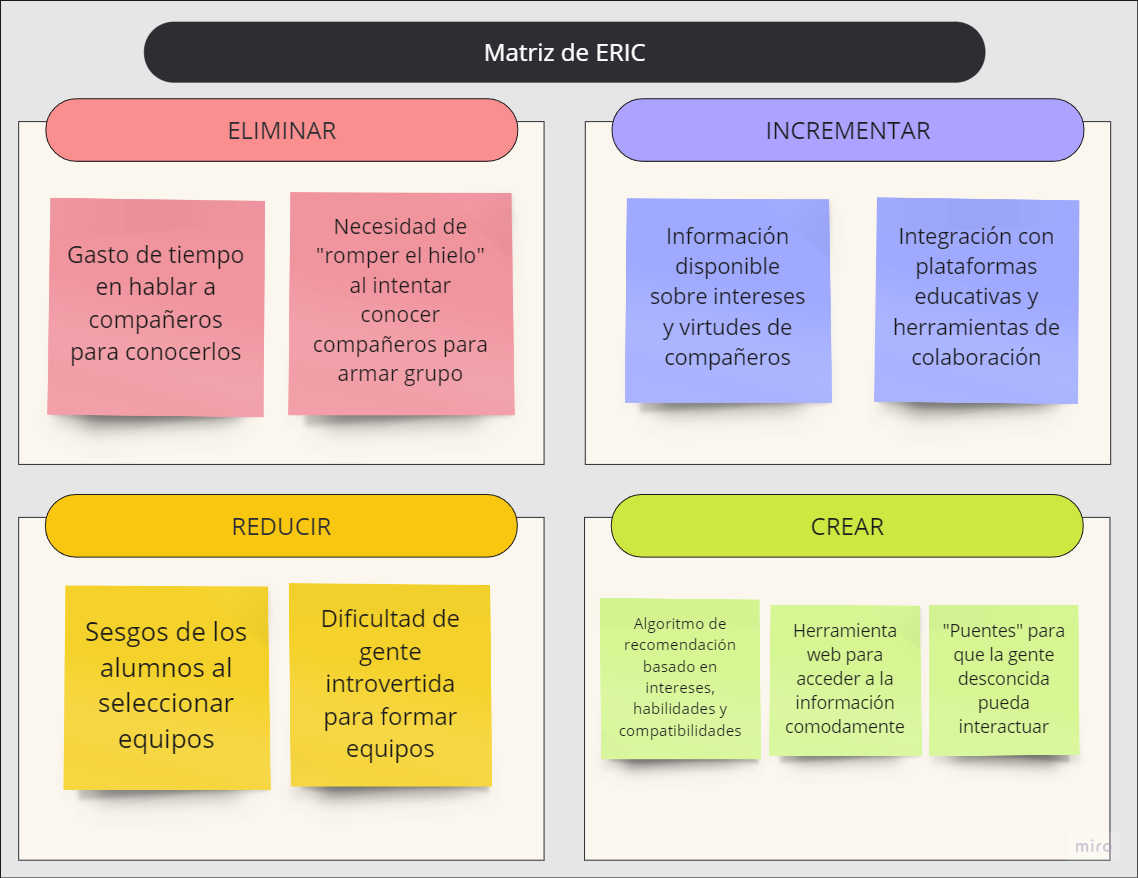 Matriz de ERIC
ELIMINAR
Gasto de tiempo
en hablar a
compañeros
para conocerlos
Necesidad de
"romper el hielo"
al intentar
conocer
compañeros para
armar grupo
INCREMENTAR
Información
disponible
sobre intereses
y virtudes de
compañeros
Integración con
plataformas
educativas y
herramientas de
colaboración
REDUCIR
Sesgos de los
alumnos al
seleccionar
equipos
Dificultad de
gente
introvertida
para formar
equipos
CREAR
Algoritmo de
recomendación
basado en
intereses,
habilidades y
compatibilidades
Herramienta
web para
acceder a la
información
comodamente
"Puentes" para
que la gente
desconcida
pueda
interactuar
miro